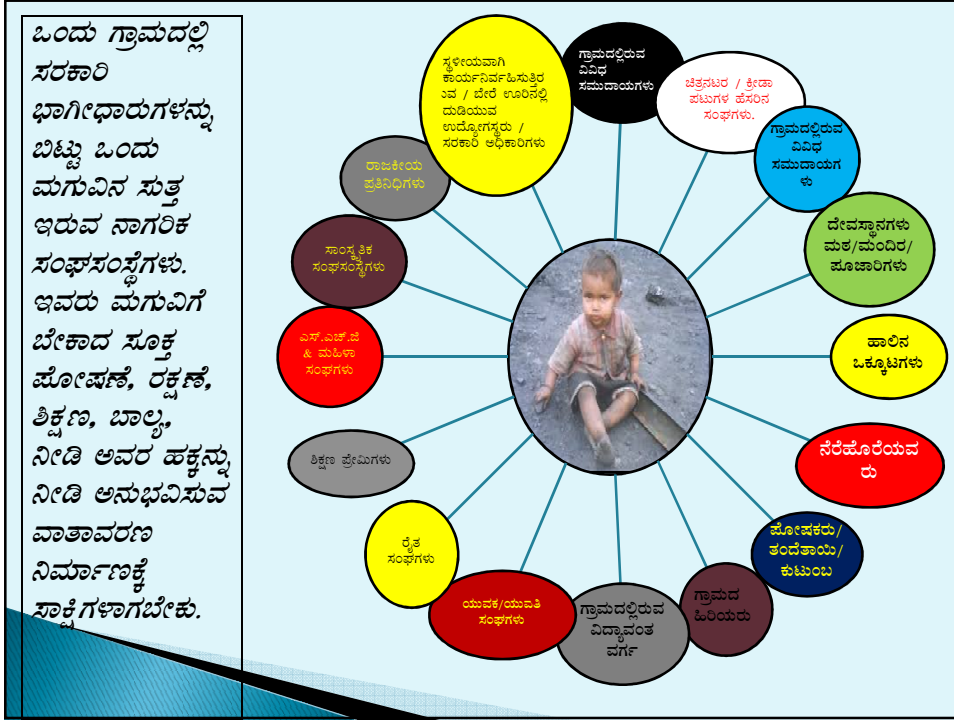 ಒಂದು ಗ್ರಾಮದಲ್ಲಿ
ಸರಕಾರಿ
ಭಾಗೀಧಾರುಗಳನ್ನು
ಬಿಟ್ಟು ಒಂದು
ಮಗುವಿನ ಸುತ್ತ
ಇರುವ ನಾಗರಿಕ
ಸಂಘಸಂಸ್ಥೆಗಳು.
ಇವರು ಮಗುವಿಗೆ
ಬೇಕಾದ ಸೂಕ್ತ
ಪೋಷಣೆ, ರಕ್ಷಣೆ,
ಶಿಕ್ಷಣ, ಬಾಲ್ಯ,
ನೀಡಿ ಅವರ ಹಕ್ಕನ್ನು
ನೀಡಿ ಅನುಭವಿಸುವ
ವಾತಾವರಣ
ನಿರ್ಮಾಣಕ್ಕೆ
ಸಾಕ್ಷಿಗಳಾಗಬೇಕು.
ಗ್ರಾಮದಲ್ಲಿರುವ
ವಿವಿಧ
ಸಮುದಾಯಗಳು
ಚಿತ್ರನಟರ / ಕ್ರೀಡಾ
ಪಟುಗಳ ಹೆಸರಿನ
ಸಂಘಗಳು.
ಗ್ರಾಮದಲ್ಲಿರುವ
ವಿವಿಧ
ಸಮುದಾಯಗ
ಳು
ದೇವಸ್ಥಾನಗಳು
ಮಠ/ಮಂದಿರ/
ಪೂಜಾರಿಗಳು
ಹಾಲಿನ
ಒಕ್ಕೂಟಗಳು
ನೆರೆಹೊರೆಯವ
ರು
ಪೋಷಕರು/
ತಂದೆತಾಯಿ/
ಕುಟುಂಬ
ಗ್ರಾಮದ
ಹಿರಿಯರು
ಗ್ರಾಮದಲ್ಲಿರುವ
ವಿದ್ಯಾವಂತ
ವರ್ಗ
ಯುವಕ/ಯುವತಿ
ಸಂಘಗಳು
ರೈತ
ಸಂಘಗಳು
ಶಿಕ್ಷಣ ಪ್ರೇಮಿಗಳು
ಎಸ್.ಎಚ್.ಜಿ
& ಮಹಿಳಾ
ಸಂಘಗಳು
ಸಾಂಸ್ಕೃತಿಕ
ಸಂಘಸಂಸ್ಥೆಗಳು
ರಾಜಕೀಯ
ಪ್ರತಿನಿಧಿಗಳು
ಸ್ಥಳೀಯವಾಗಿ
ಕಾರ್ಯನಿರ್ವಹಿಸುತ್ತಿರ
ುವ / ಬೇರೆ ಊರಿನಲ್ಲಿ
ದುಡಿಯುವ
ಉದ್ಯೋಗಸ್ಥರು /
ಸರಕಾರಿ ಅಧಿಕಾರಿಗಳು